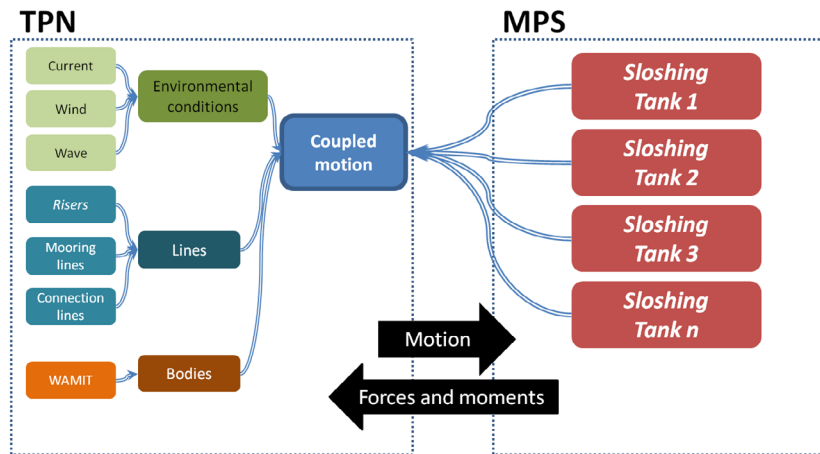 TPN
Current
Wind
Wave
Environmental
conditions
Risers
Mooring
lines
Connection
lines
Lines
WAMIT
Bodies
Coupled
motion
MPS
Sloshing
Tank 1
Sloshing
Tank 2
Sloshing
Tank 3
Sloshing
Tank n
Motion
Forces and moments